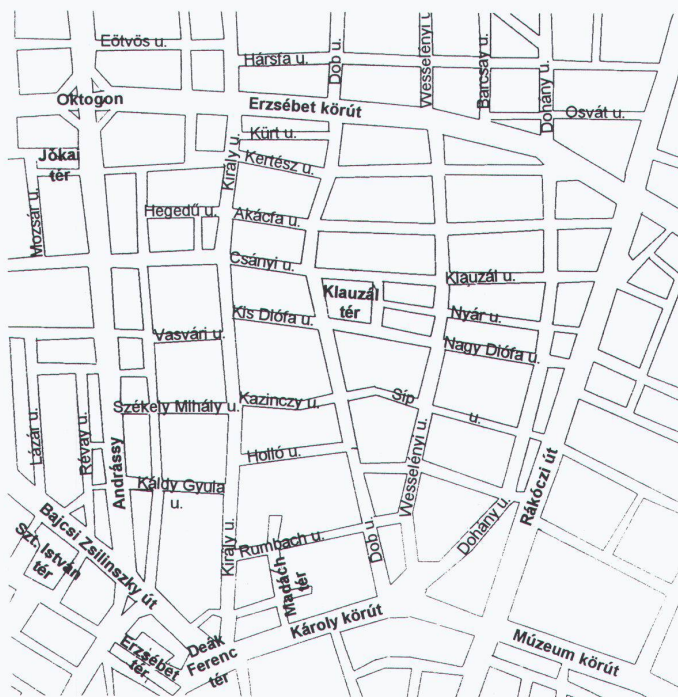 Eötvös u.
Hársfa u.
Dob u.
Wesselényi u.
Barcsay u.
Dohány u.
Oktogon
Erzsébet körút
Osvát u.
Kürt u.
Jókai
tér
Király u.
Kertész u.
Mozsár u.
Hegedű u.
Akácfa u.
Csányi u.
Klauzál u.
Klauzál
tér
Kis Diófa u.
Nyár u.
Vasvári u.
Nagy Diófa u.
Síp
u.
Kazinczy u.
Székely Mihály u.
Lázár u.
Révay u.
Andrássy
Holló u.
Wesselényi u.
Rákóczi út
Káldy Gyula
u.
Bajcsi Zsilinszky út
Szt. István
tér
Király u.
Rumbach u.
Dob u.
Dohány u.
Madách
tér
Károly körút
Erzsébet
tér
Deák
Ferenc
tér
Múzeum körút